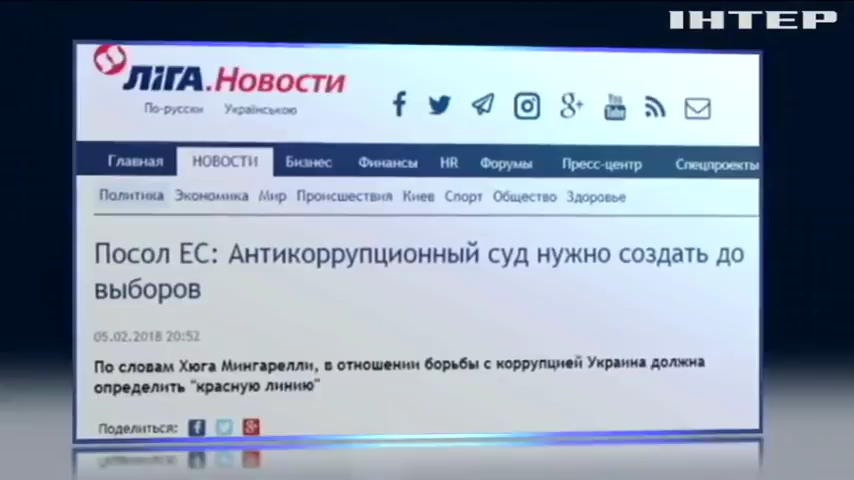 ІНТЕР
ЛІГА.Новости
По-русски Українською
Главная НОВОСТИ Бизнес Финансы HR Форумы Пресс-центр Спецпроекты
Политика Экономика Мир Происшествия Киев Спорт Общество Здоровье
Посол ЕС: Антикоррупционный суд нужно создать до
выборов
05.02.2018 20:52
По словам Хюга Мингарелли, в отношении борьбы с коррупцией Украина должна
определить "красную линию"
Поделиться: